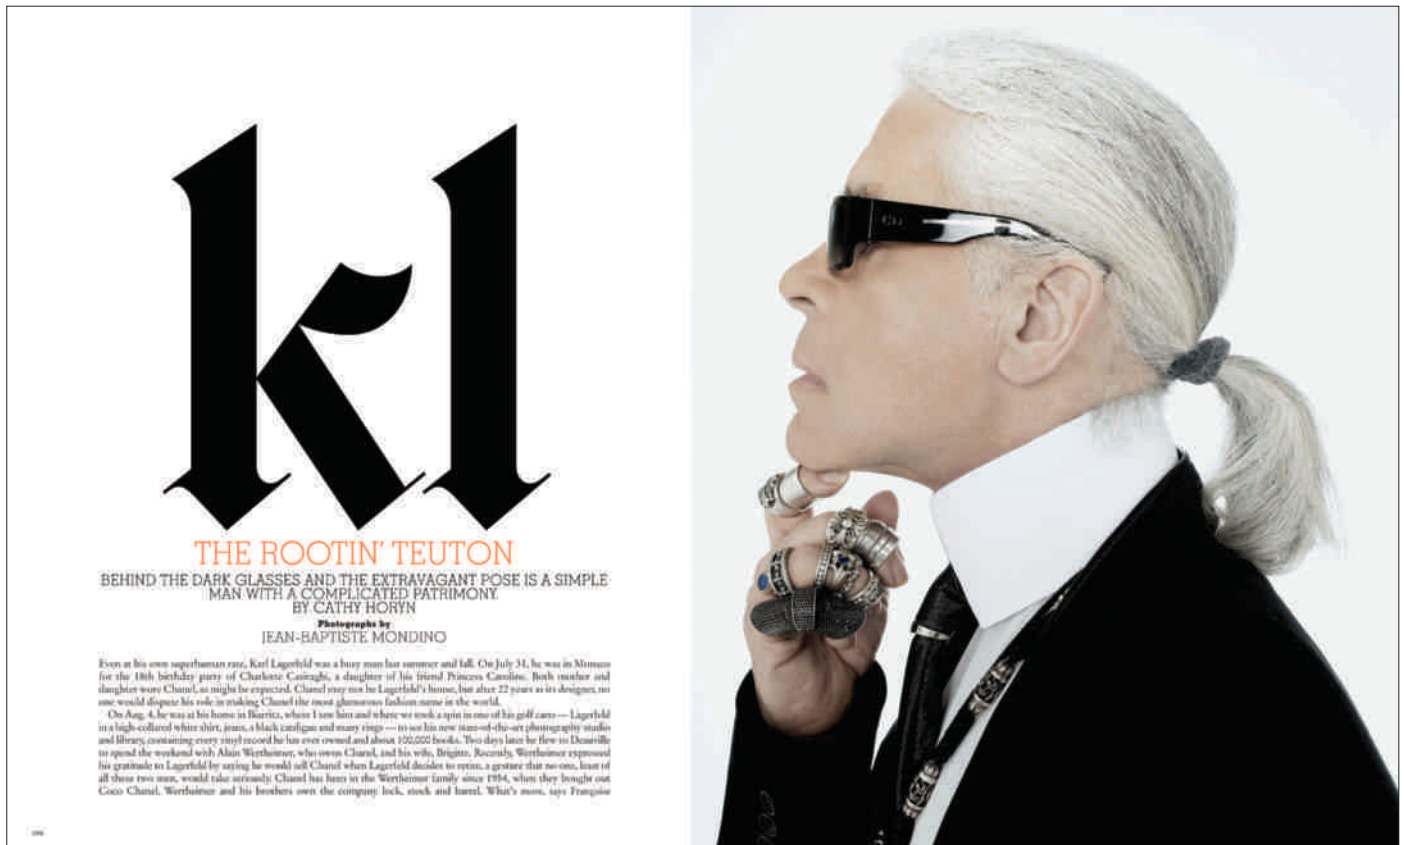 kl
THE ROOTIN' TEUTON
BEHIND THE DARK GLASSES AND THE EXTRAVAGANT POSE IS A SIMPLE
MAN WITH A COMPLICATED PATRIMONY.
BY CATHY HORYN
Photographs by
JEAN-BAPTISTE MONDINO
Even at his own superhuman rate, Karl Lagerfeld was a busy man last summer and fall. On July 31, he was in Monaco
for the 18th birthday party of Charlotte Casiraghi, a daughter of his friend Princess Caroline. Both mother and
daughter wore Chanel, as might be expected. Chanel may not be Lagerfeld's house, but after 22 years as its designer, no
one would dispute his role in making Chanel the most glamorous fashion name in the world.
On Aug. 4, he was at his home in Biarritz, where I saw him and where we took a spin in one of his golf carts — Lagerfeld
in a high-collared white shirt, jeans, a black cardigan and many rings — to see his new state-of-the-art photography studio
and library, containing every vinyl record he has ever owned and about 100,000 books. Two days later he flew to Deauville
to spend the weekend with Alain Wertheimer, who owns Chanel, and his wife, Brigitte. Recently, Wertheimer expressed
his gratitude to Lagerfeld by saying he would sell Chanel when Lagerfeld decides to retire, a gesture that no one, least of
all these two men, would take seriously. Chanel has been in the Wertheimer family since 1954, when they bought out
Coco Chanel. Wertheimer and his brothers own the company lock, stock and barrel. What's more, says Françoise